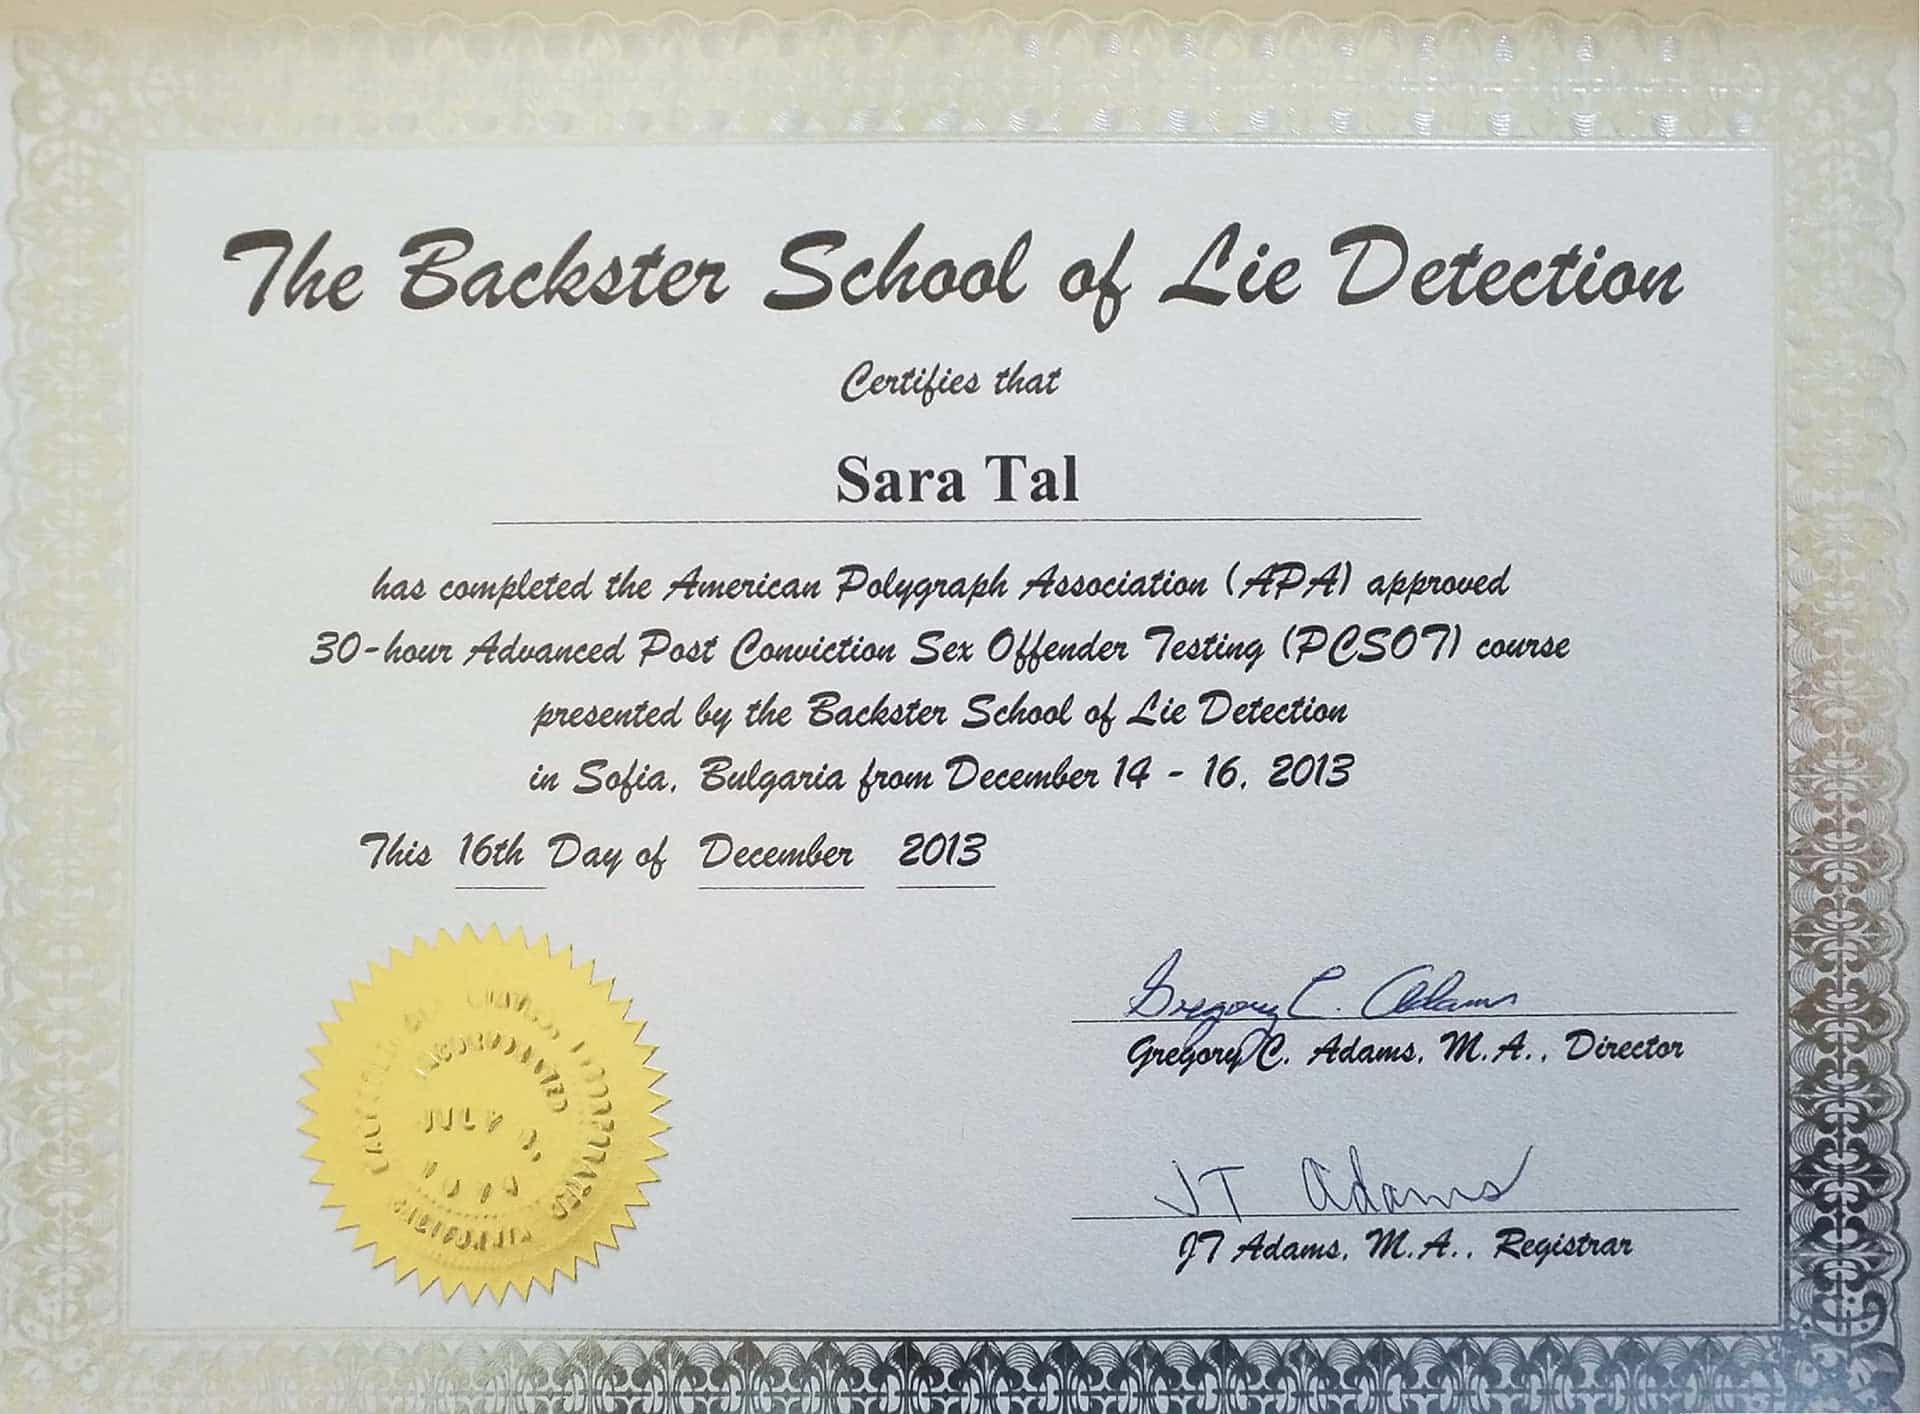 The Backster School of Lie Detection
Certifies that
Sara Tal
has completed the American Polygraph Association (APA) approved
30-hour Advanced Post Conviction Sex Offender Testing (PCSOT) course
presented by the Backster School of Lie Detection
in Sofia, Bulgaria from December 14 - 16, 2013
This 16th Day of December 2013
Gregory C. Adams
Gregory C. Adams, M.A., Director
JT Adams
JT Adams, M.A., Registrar
INCORPORATED
JULY
CALIFORNIA